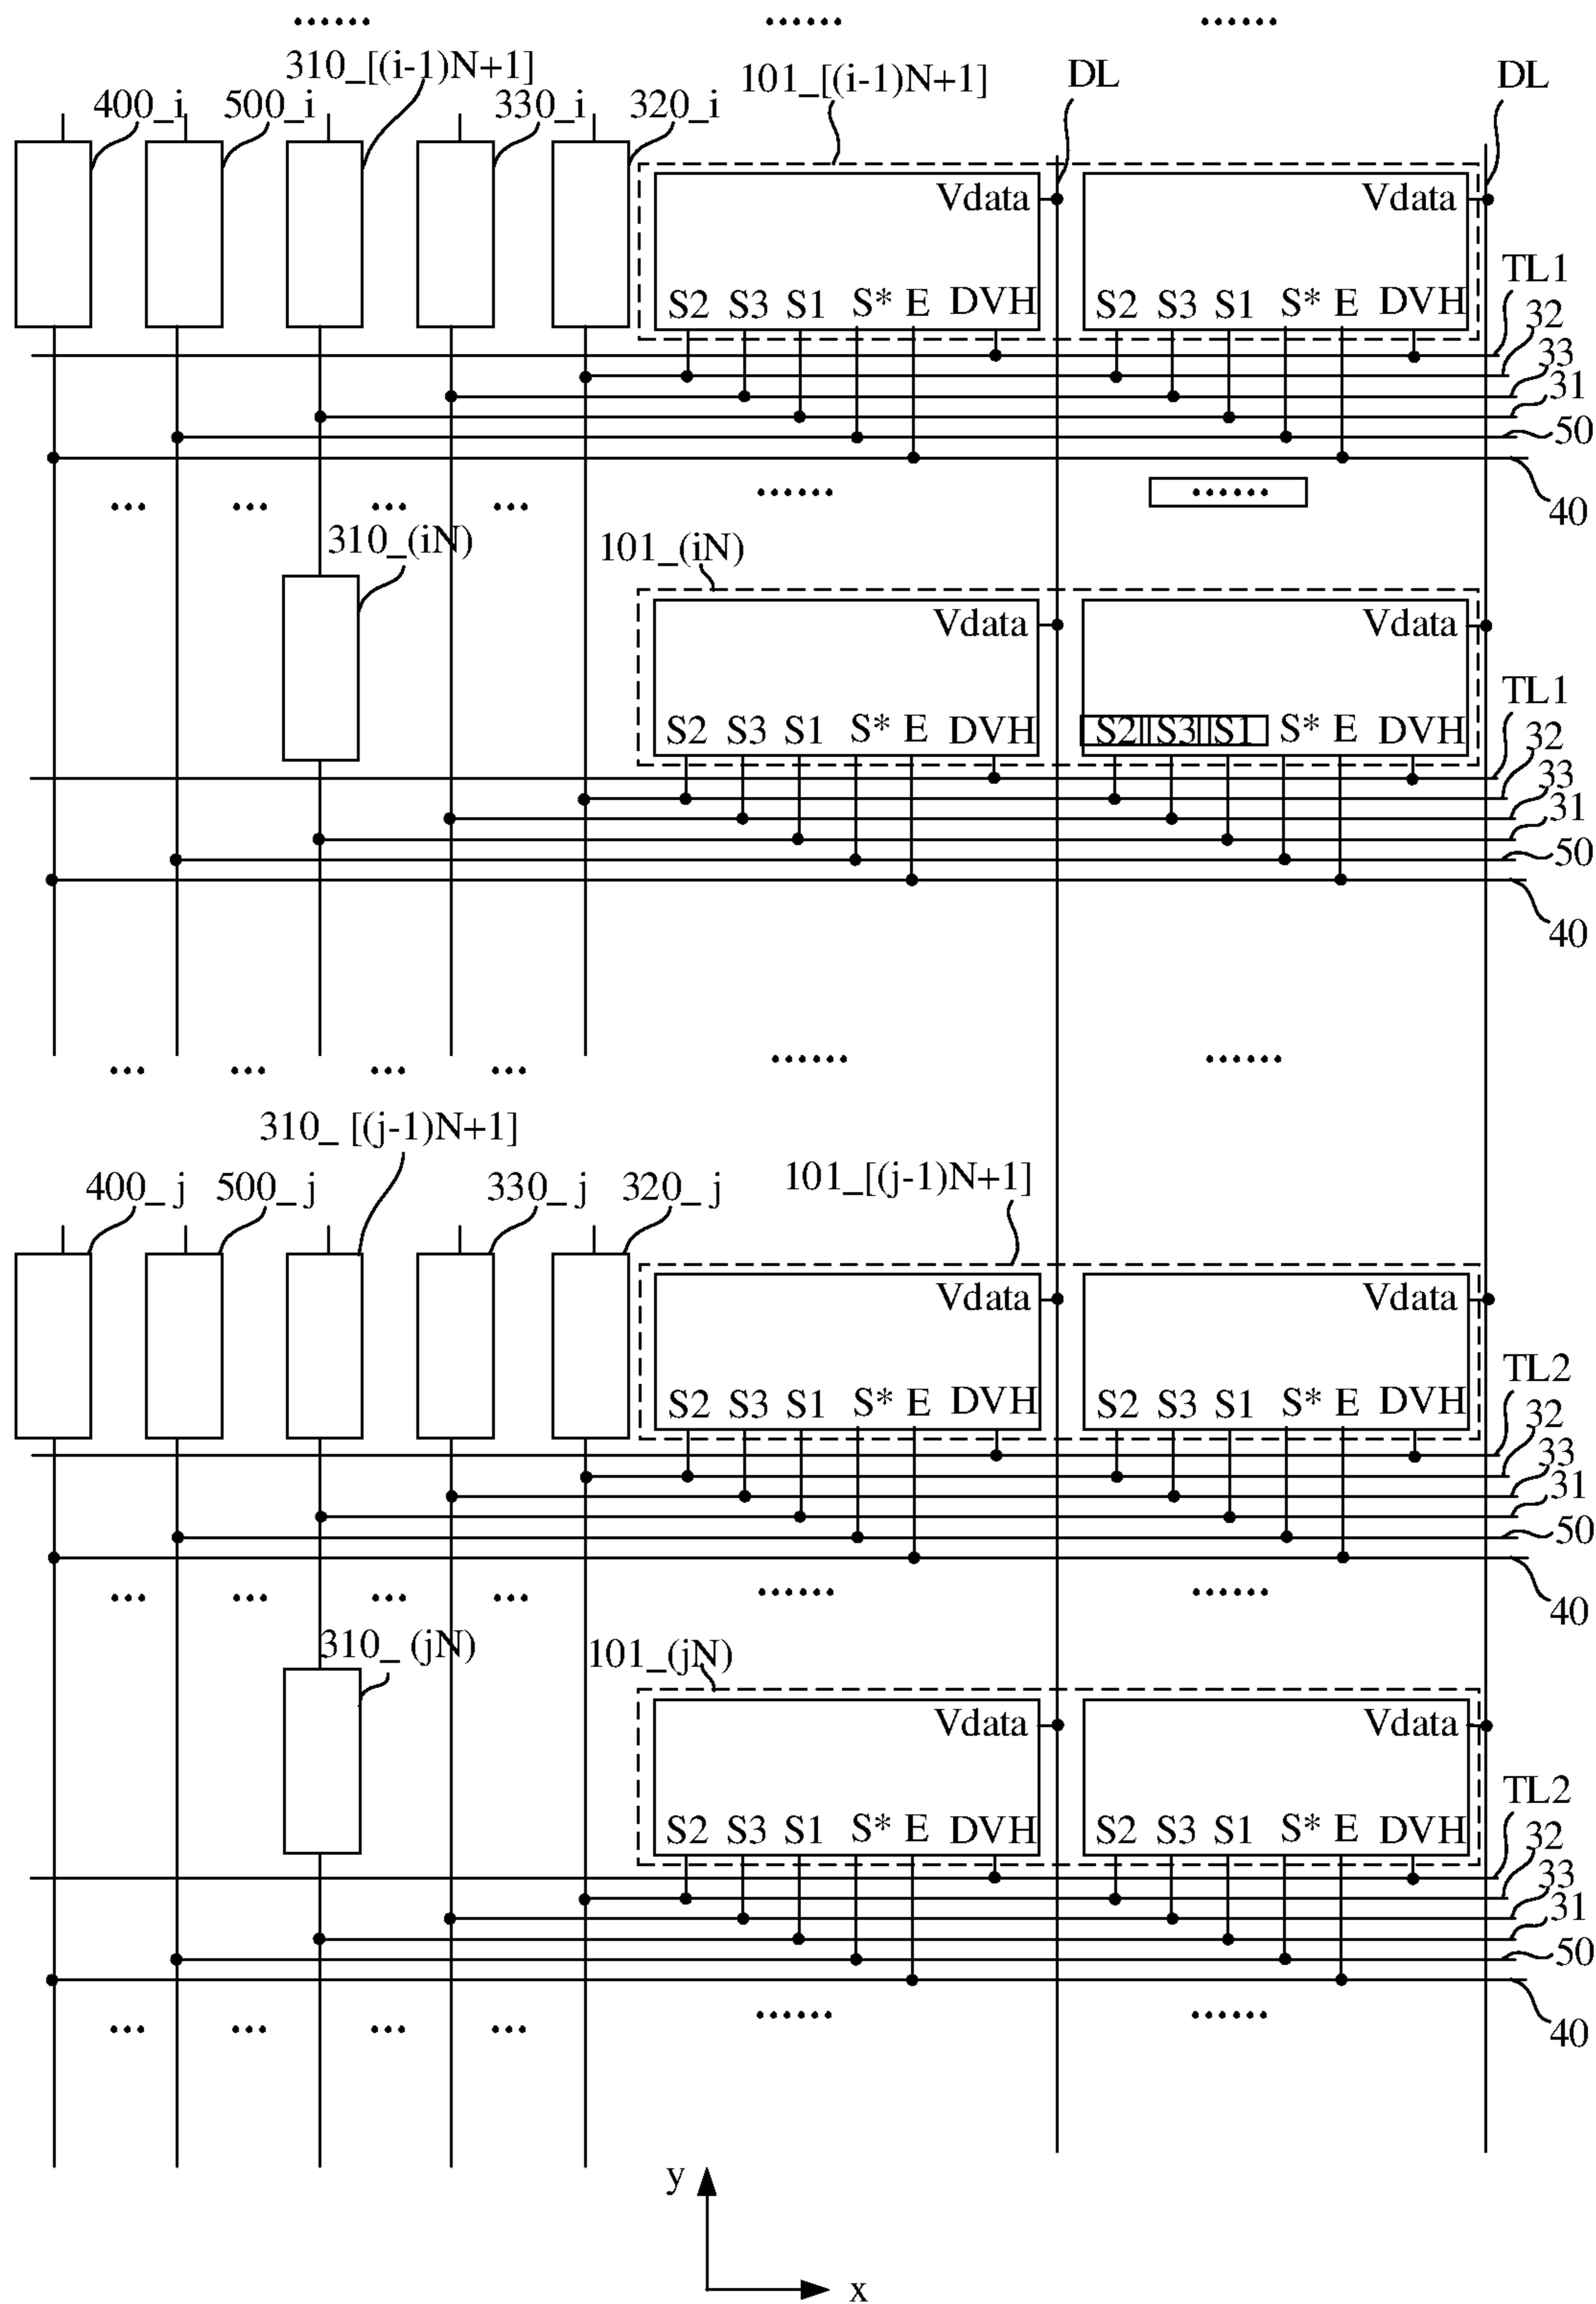 ...... ...... ......
310_[(i-1)N+1] 101_[(i-1)N+1] DL DL
400_i 500_i 330_i 320_i
Vdata Vdata
TL1
S2 S3 S1 S* E DVH S2 S3 S1 S* E DVH 32
33
31
50
... ... ... ... ...... ......
40
310_(iN) 101_(iN)
Vdata Vdata
TL1
S2 S3 S1 S* E DVH S2 S3 S1 S* E DVH 32
33
31
50
40
... ... ... ... ...... ......
310_ [(j-1)N+1]
400_j 500_j 330_j 320_j 101_[(j-1)N+1]
Vdata Vdata
TL2
S2 S3 S1 S* E DVH S2 S3 S1 S* E DVH 32
33
31
50
... ... ... ... ...... ......
40
310_ (jN) 101_(jN)
Vdata Vdata
TL2
S2 S3 S1 S* E DVH S2 S3 S1 S* E DVH 32
33
31
50
... ... ... ... ...... ......
40
y
x